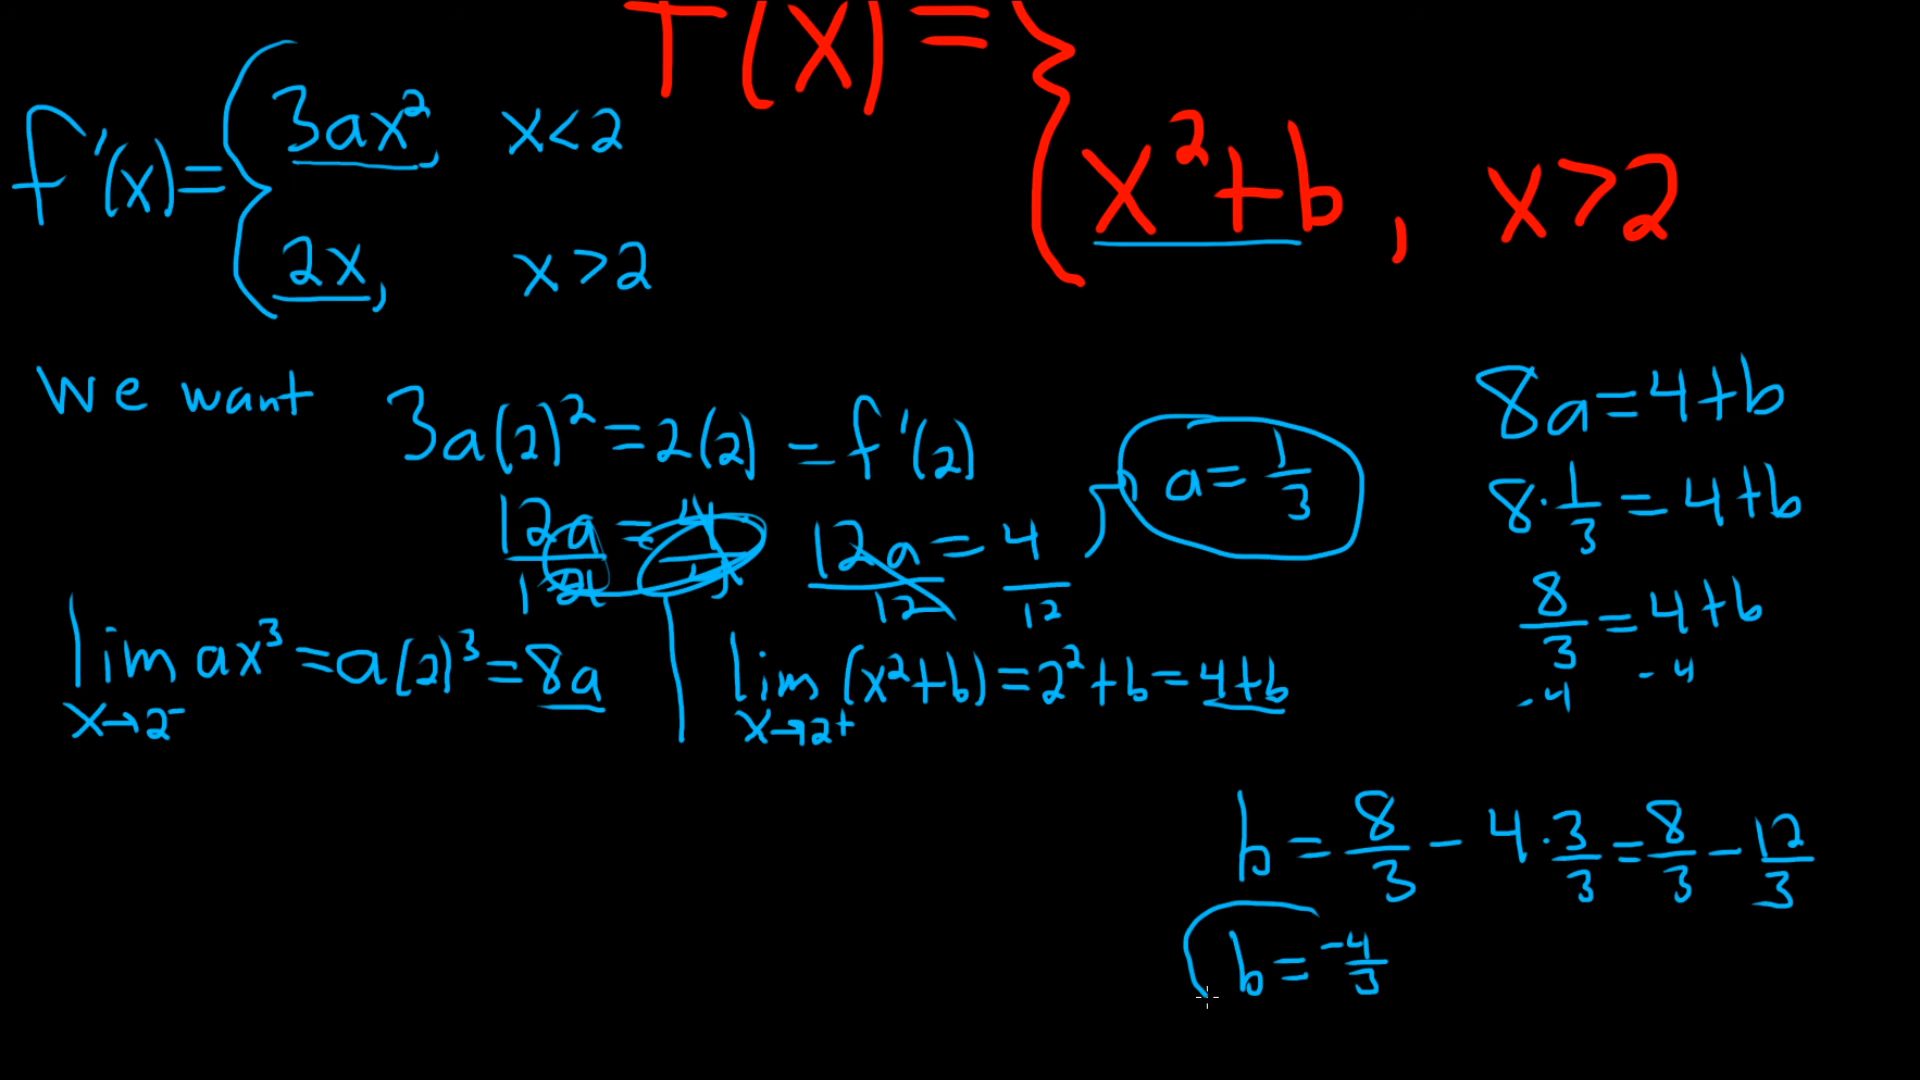 f(x) = {
x² + b , x > 2
f'(x) = { 3ax², x < 2
2x, x > 2
We want 3a(2)² = 2(2) = f'(2)
12a = 4
12a/12 = 4/12
a = 1/3
8a = 4 + b
8 · 1/3 = 4 + b
8/3 = 4 + b
-4 -4
lim x→2⁻ ax³ = a(2)³ = 8a
lim x→2⁺ (x² + b) = 2² + b = 4 + b
b = 8/3 - 4 · 3/3 = 8/3 - 12/3
b = -4/3